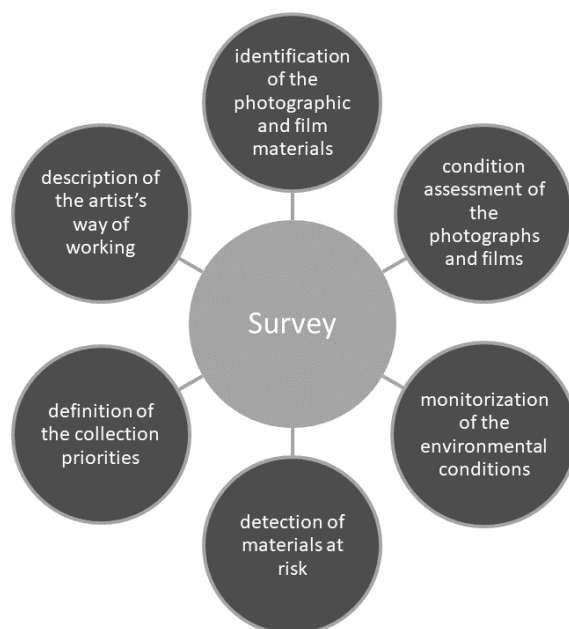 identification
of the
photographic
and film
materials
condition
assessment of
the
photographs
and films
monitorization
of the
environmental
conditions
detection of
materials at
risk
definition of
the collection
priorities
description of
the artist's
way of
working
Survey